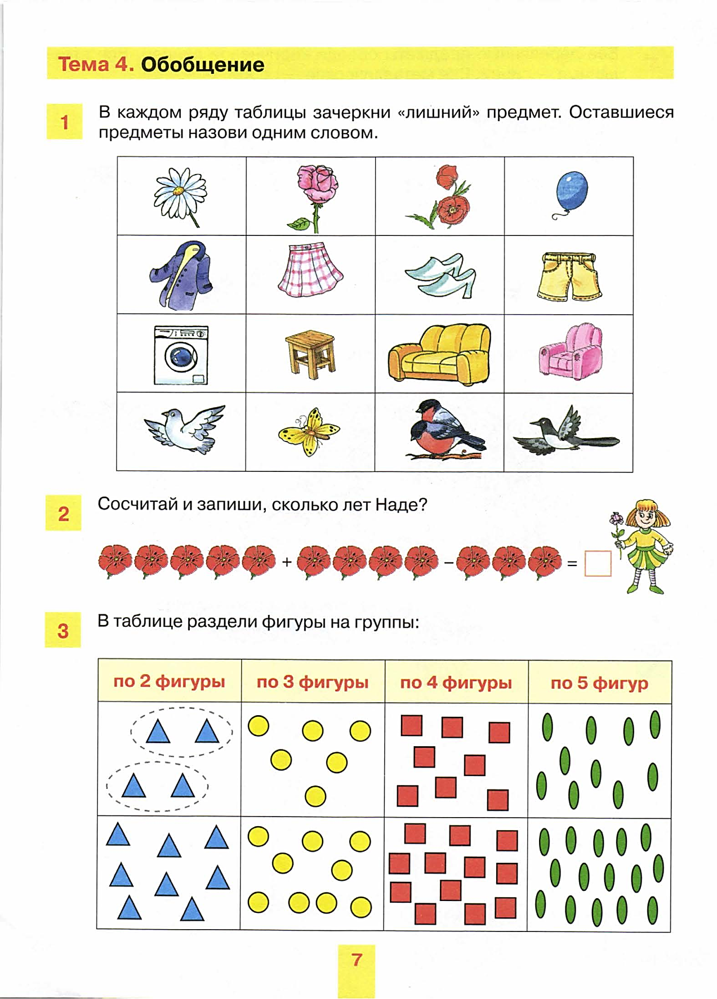 Тема 4. Обобщение
1
В каждом ряду таблицы зачеркни «лишний» предмет. Оставшиеся
предметы назови одним словом.
2
Сосчитай и запиши, сколько лет Наде?
+ – =
3
В таблице раздели фигуры на группы:
по 2 фигуры по 3 фигуры по 4 фигуры по 5 фигур
7